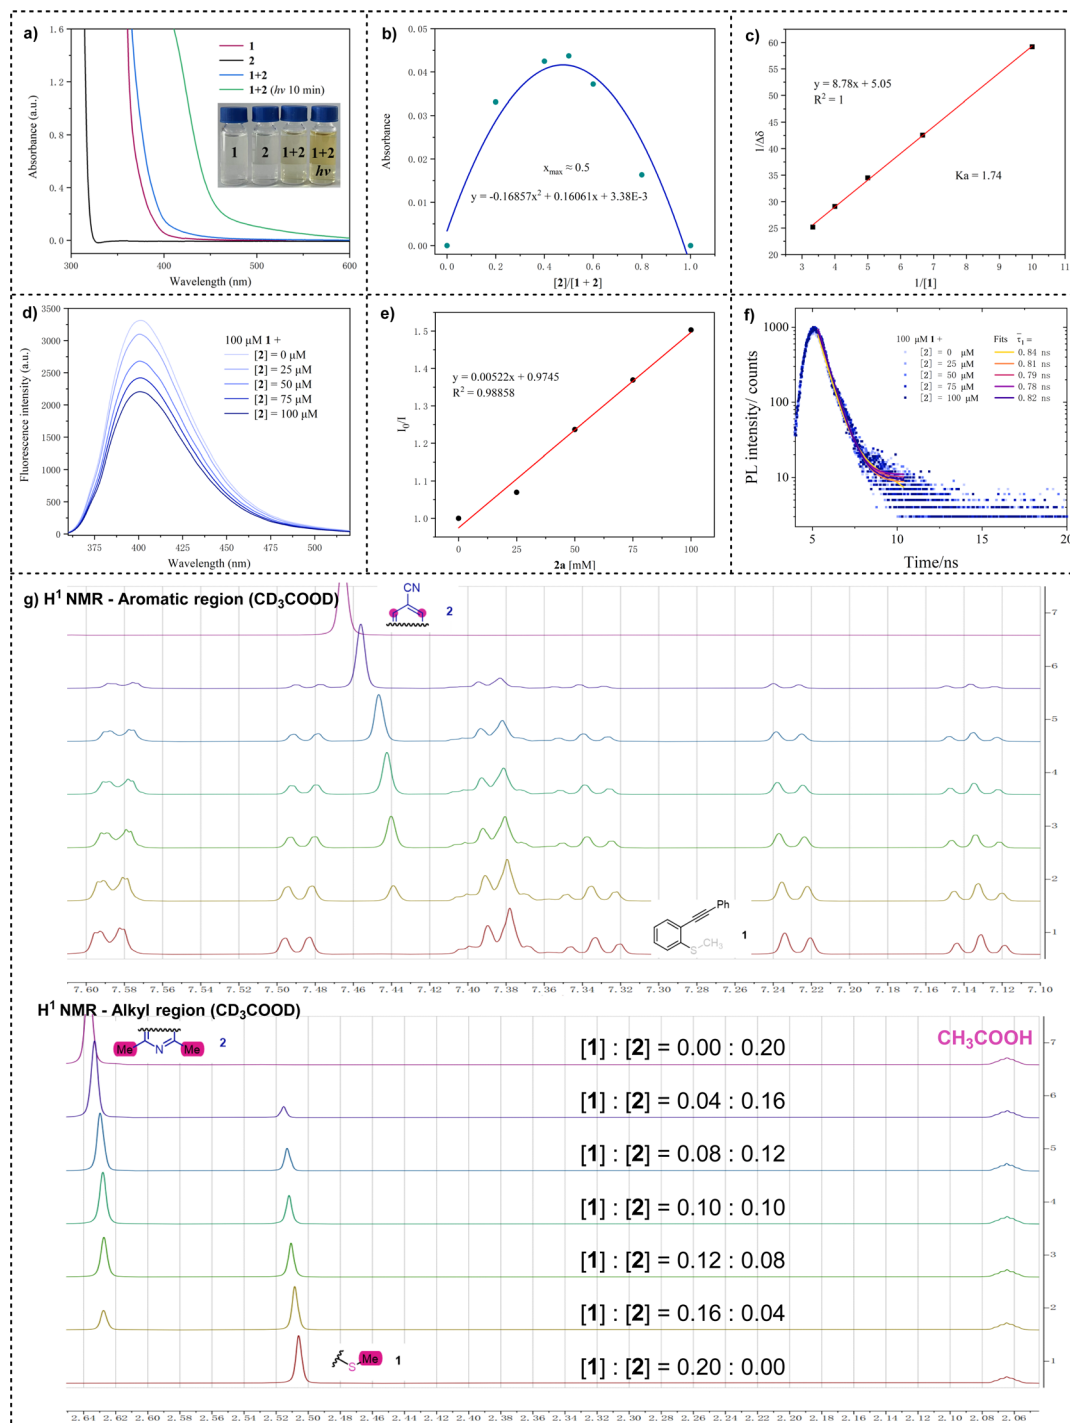 a)
1.6
1.2
0.8
0.4
0.0
Absorbance (a.u.)
1
2
1+2
1+2 (hv 10 min)
1
2
1+2
1+2
hv
300
400
500
600
Wavelength (nm)
b)
0.05
0.04
0.03
0.02
0.01
0.00
Absorbance
xmax ≈ 0.5
y = -0.16857x² + 0.16061x + 3.38E-3
0.0
0.2
0.4
0.6
0.8
1.0
[2]/[1 + 2]
c)
60
55
50
45
40
35
30
25
20
1/Δδ
y = 8.78x + 5.05
R² = 1
Ka = 1.74
3
4
5
6
7
8
9
10
11
1/[1]
d)
3500
3000
2500
2000
1500
1000
500
0
Fluorescence intensity (a.u.)
100 μM 1 +
[2] = 0 μM
[2] = 25 μM
[2] = 50 μM
[2] = 75 μM
[2] = 100 μM
375
400
425
450
475
500
Wavelength (nm)
e)
1.5
1.4
1.3
1.2
1.1
1.0
I₀/I
y = 0.00522x + 0.9745
R² = 0.98858
0
25
50
75
100
2a [mM]
f)
1000
100
10
PL intensity/ counts
100 μM 1 + Fits τ̄₁ =
[2] = 0 μM 0.84 ns
[2] = 25 μM 0.81 ns
[2] = 50 μM 0.79 ns
[2] = 75 μM 0.78 ns
[2] = 100 μM 0.82 ns
5
10
15
20
Time/ns
g) H¹ NMR - Aromatic region (CD₃COOD)
CN
2
7
6
5
4
3
2
1
Ph
S
CH₃
1
7.60 7.58 7.56 7.54 7.52 7.50 7.48 7.46 7.44 7.42 7.40 7.38 7.36 7.34 7.32 7.30 7.28 7.26 7.24 7.22 7.20 7.18 7.16 7.14 7.12 7.10
H¹ NMR - Alkyl region (CD₃COOD)
Me
N
Me
2
CH₃COOH
[1] : [2] = 0.00 : 0.20
7
[1] : [2] = 0.04 : 0.16
6
[1] : [2] = 0.08 : 0.12
5
[1] : [2] = 0.10 : 0.10
4
[1] : [2] = 0.12 : 0.08
3
[1] : [2] = 0.16 : 0.04
2
S
Me
1
[1] : [2] = 0.20 : 0.00
1
2.64 2.62 2.60 2.58 2.56 2.54 2.52 2.50 2.48 2.46 2.44 2.42 2.40 2.38 2.36 2.34 2.32 2.30 2.28 2.26 2.24 2.22 2.20 2.18 2.16 2.14 2.12 2.10 2.08 2.06